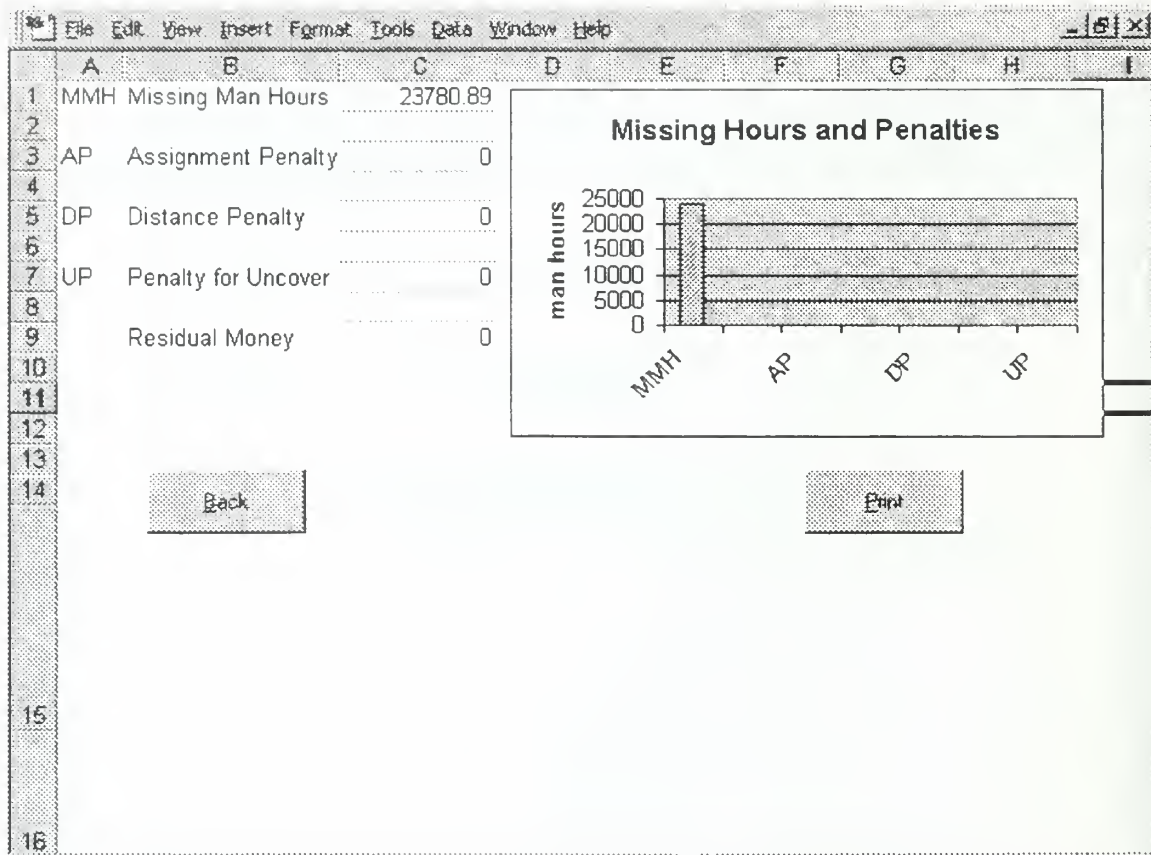 File Edit View Insert Format Tools Data Window Help
A B C D E F G H I
1 MMH Missing Man Hours 23780.89
2
3 AP Assignment Penalty 0
4
5 DP Distance Penalty 0
6
7 UP Penalty for Uncover 0
8
9 Residual Money 0
10
11
12
13
14
15
16
Missing Hours and Penalties
man hours
25000
20000
15000
10000
5000
0
MMH AP DP UP
Back Print